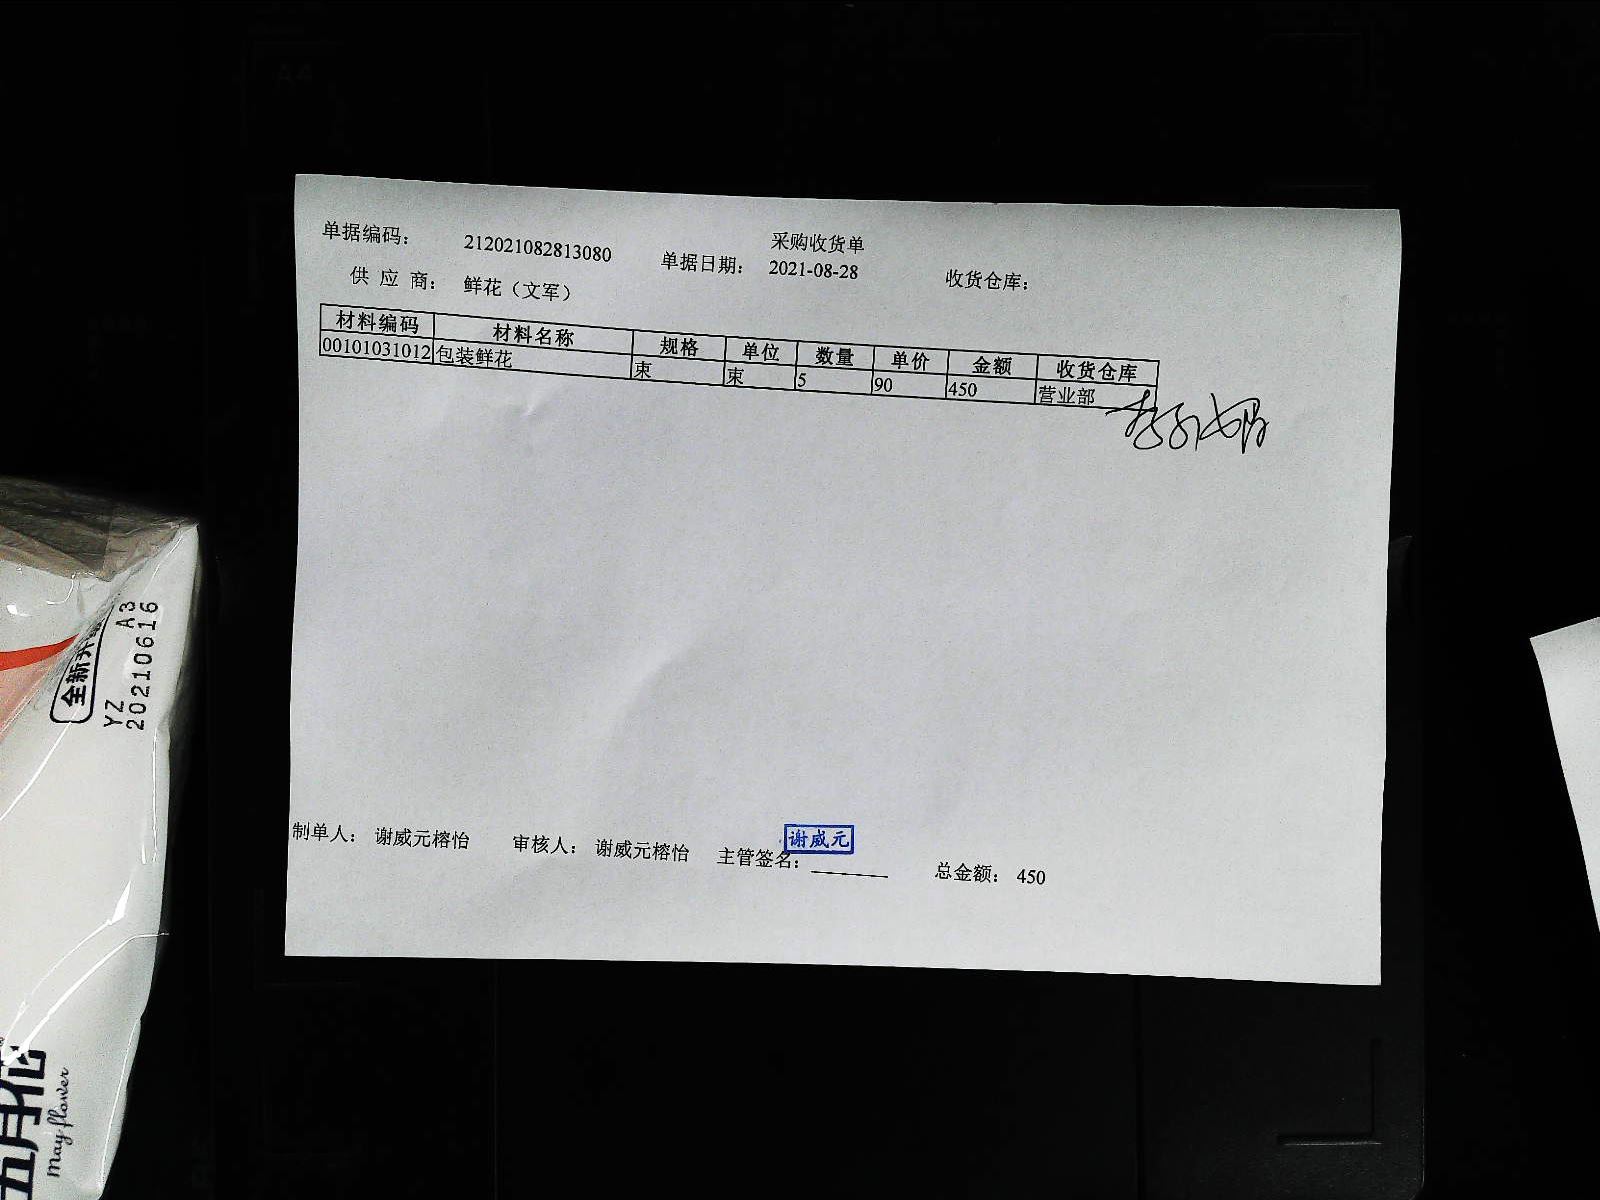 采购收货单
单据编码： 212021082813080 单据日期： 2021-08-28 收货仓库：
供 应 商： 鲜花（文军）
材料编码 材料名称 规格 单位 数量 单价 金额 收货仓库
00101031012 包装鲜花 束 束 5 90 450 营业部
制单人： 谢威元榕怡 审核人： 谢威元榕怡 主管签名： 谢威元 总金额： 450
全新升
A3
YZ 20210616
五月花
May flower